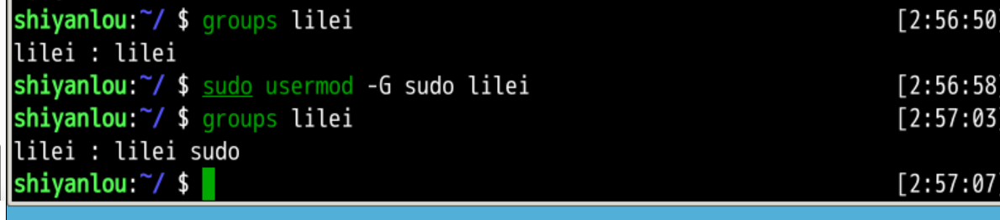 shiyanlou:~/ $ groups lilei [2:56:50]
lilei : lilei
shiyanlou:~/ $ sudo usermod -G sudo lilei [2:56:58]
shiyanlou:~/ $ groups lilei [2:57:03]
lilei : lilei sudo
shiyanlou:~/ $ [2:57:07]